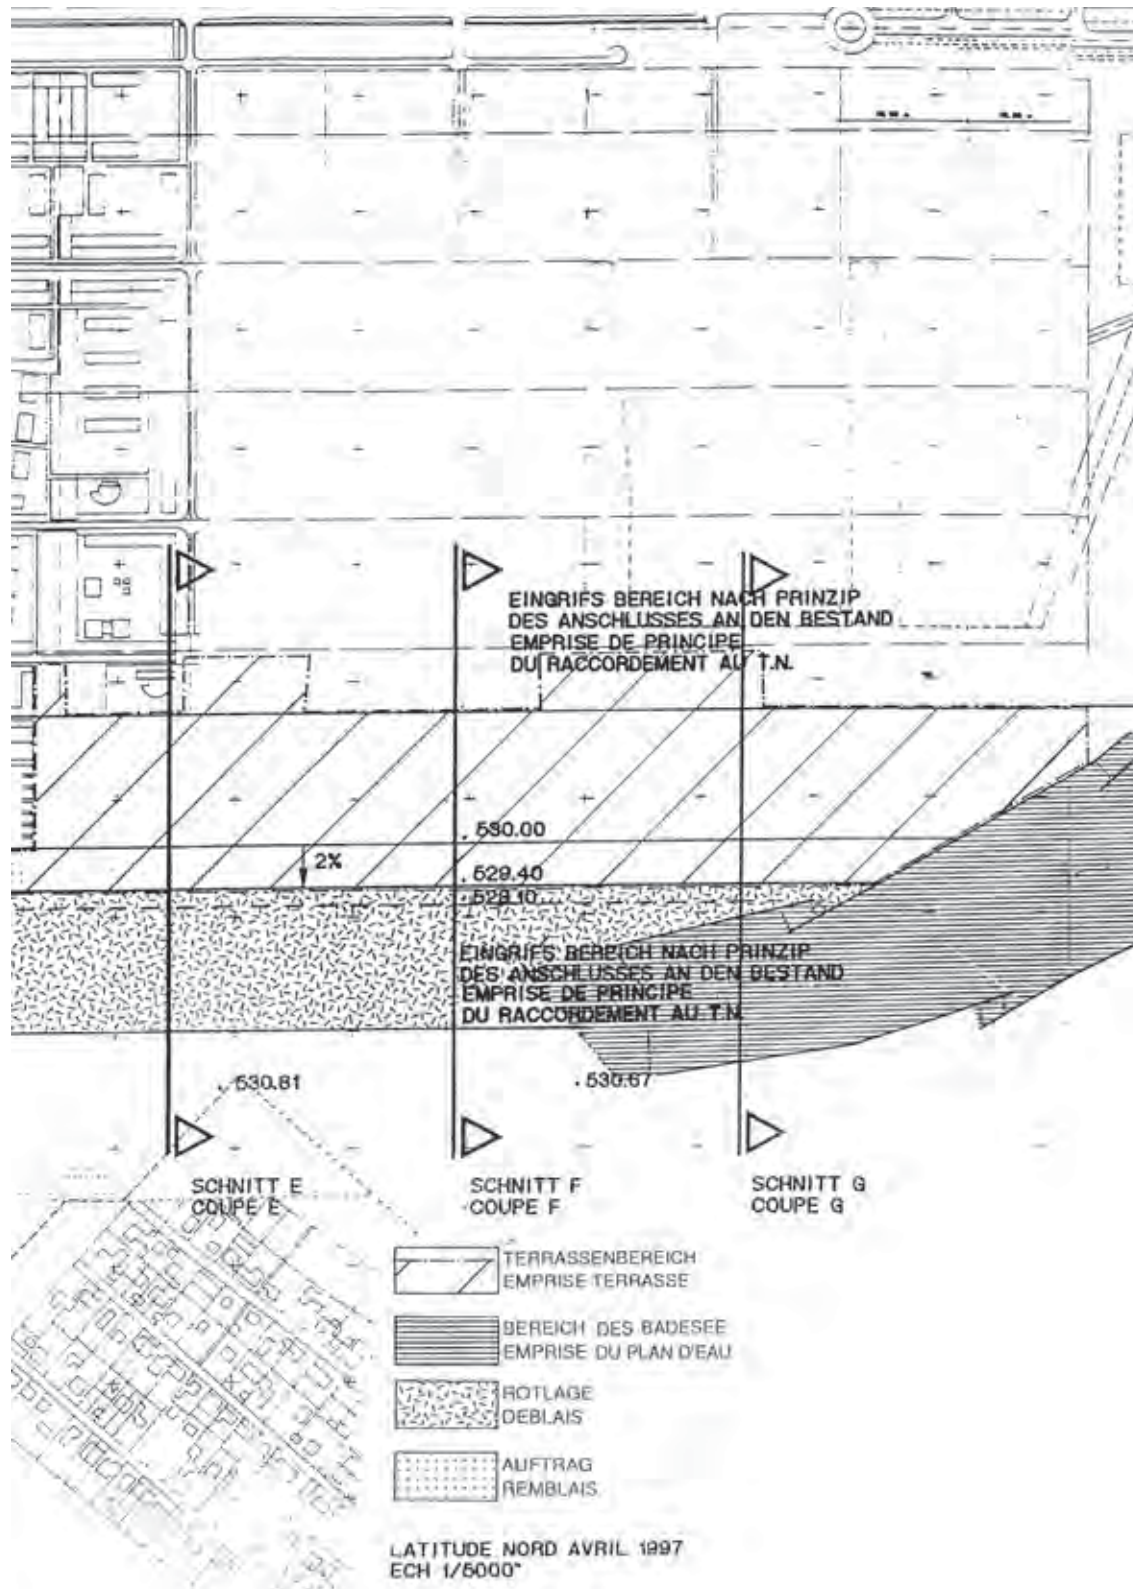 EINGRIFS BEREICH NACH PRINZIP
DES ANSCHLUSSES AN DEN BESTAND
EMPRISE DE PRINCIPE
DU RACCORDEMENT AU T.N.
. 530.00
2%
. 529.40
. 529.10
EINGRIFS BEREICH NACH PRINZIP
DES ANSCHLUSSES AN DEN BESTAND
EMPRISE DE PRINCIPE
DU RACCORDEMENT AU T.N.
. 530.81
. 530.67
SCHNITT E
COUPE E
SCHNITT F
COUPE F
SCHNITT G
COUPE G
TERRASSENBEREICH
EMPRISE TERRASSE
BEREICH DES BADESEE
EMPRISE DU PLAN D'EAU
ROTLAGE
DEBLAIS
AUFTRAG
REMBLAIS
LATITUDE NORD AVRIL 1997
ECH 1/5000°